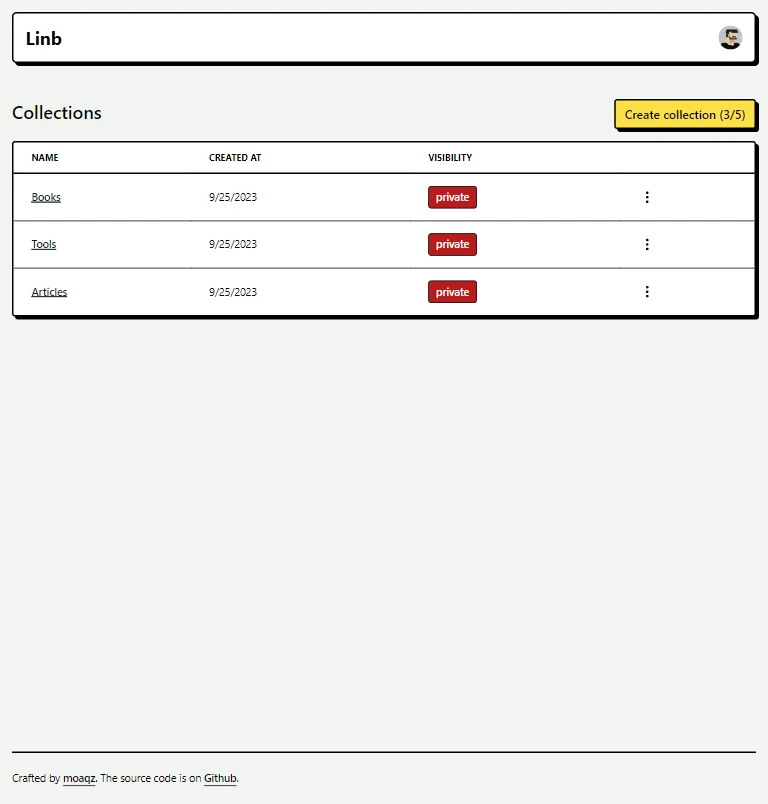 Linb
Collections
Create collection (3/5)
NAME CREATED AT VISIBILITY
Books 9/25/2023 private
Tools 9/25/2023 private
Articles 9/25/2023 private
Crafted by moaqz. The source code is on Github.